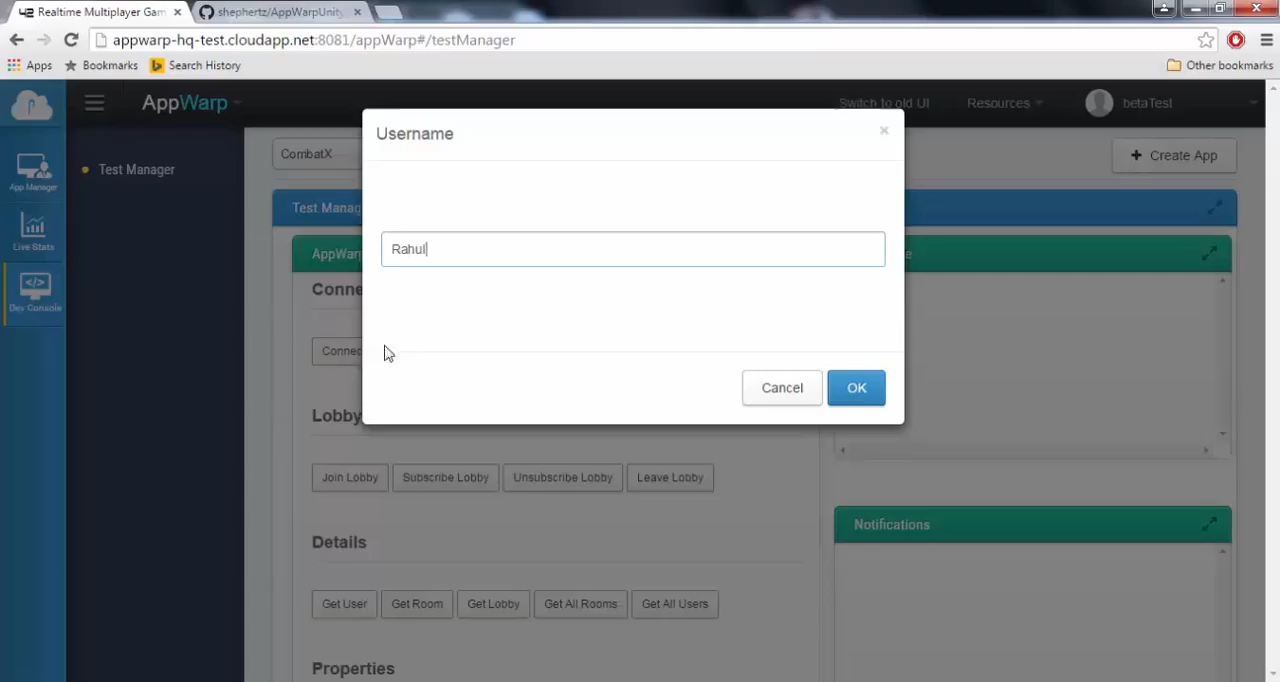 Realtime Multiplayer Gam
shephertz/AppWarpUnity
appwarp-hq-test.cloudapp.net:8081/appWarp#/testManager
Apps
Bookmarks
Search History
Other bookmarks
AppWarp
Switch to old UI
Resources
betaTest
App Manager
Live Stats
Dev Console
Test Manager
CombatX
Create App
Username
Rahul
Cancel
OK
Test Manag
AppWarp
Conne
Connec
Lobby
Join Lobby
Subscribe Lobby
Unsubscribe Lobby
Leave Lobby
Details
Get User
Get Room
Get Lobby
Get All Rooms
Get All Users
Properties
Notifications